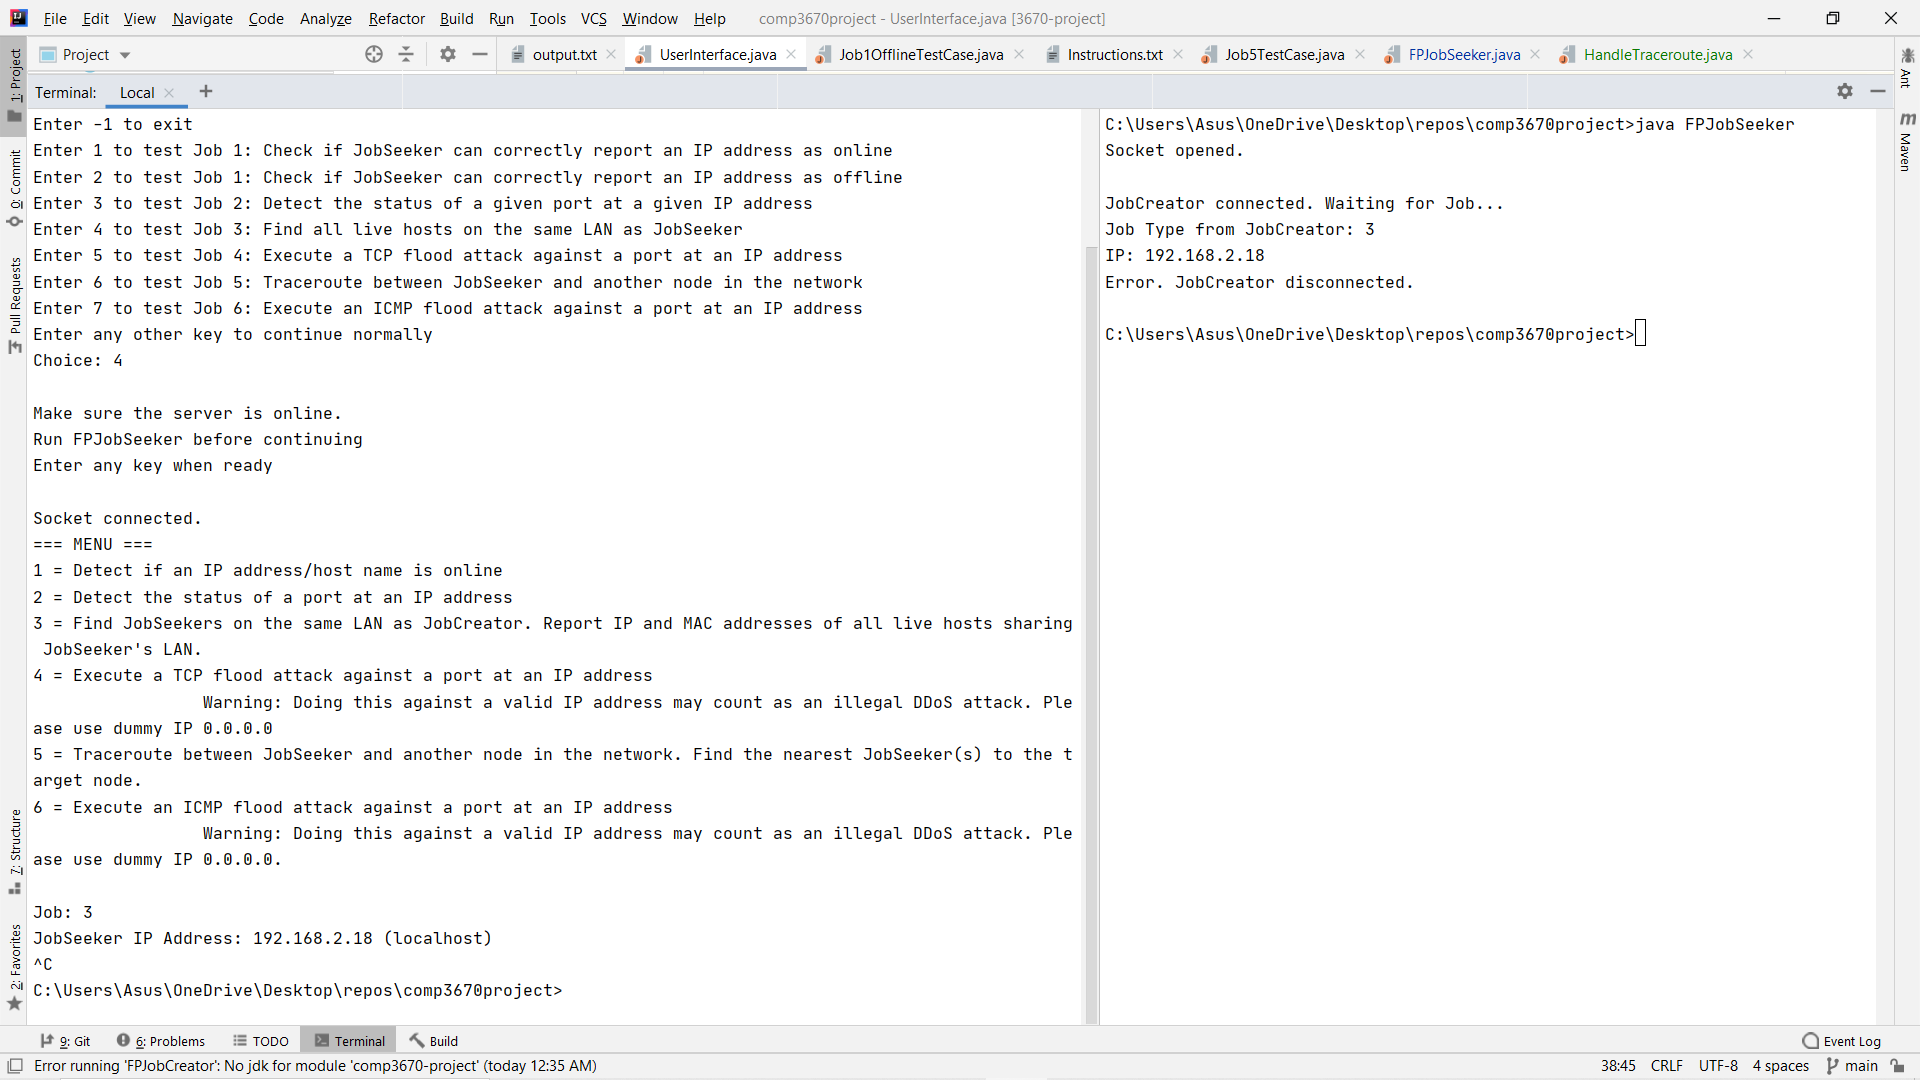 File Edit View Navigate Code Analyze Refactor Build Run Tools VCS Window Help comp3670project - UserInterface.java [3670-project]
Project output.txt UserInterface.java Job1OfflineTestCase.java Instructions.txt Job5TestCase.java FPJobSeeker.java HandleTraceroute.java
Terminal: Local +
1: Project
0: Commit
Pull Requests
7: Structure
2: Favorites
Enter -1 to exit
Enter 1 to test Job 1: Check if JobSeeker can correctly report an IP address as online
Enter 2 to test Job 1: Check if JobSeeker can correctly report an IP address as offline
Enter 3 to test Job 2: Detect the status of a given port at a given IP address
Enter 4 to test Job 3: Find all live hosts on the same LAN as JobSeeker
Enter 5 to test Job 4: Execute a TCP flood attack against a port at an IP address
Enter 6 to test Job 5: Traceroute between JobSeeker and another node in the network
Enter 7 to test Job 6: Execute an ICMP flood attack against a port at an IP address
Enter any other key to continue normally
Choice: 4
Make sure the server is online.
Run FPJobSeeker before continuing
Enter any key when ready
Socket connected.
=== MENU ===
1 = Detect if an IP address/host name is online
2 = Detect the status of a port at an IP address
3 = Find JobSeekers on the same LAN as JobCreator. Report IP and MAC addresses of all live hosts sharing
JobSeeker's LAN.
4 = Execute a TCP flood attack against a port at an IP address
Warning: Doing this against a valid IP address may count as an illegal DDoS attack. Ple
ase use dummy IP 0.0.0.0
5 = Traceroute between JobSeeker and another node in the network. Find the nearest JobSeeker(s) to the t
arget node.
6 = Execute an ICMP flood attack against a port at an IP address
Warning: Doing this against a valid IP address may count as an illegal DDoS attack. Ple
ase use dummy IP 0.0.0.0.
Job: 3
JobSeeker IP Address: 192.168.2.18 (localhost)
^C
C:\Users\Asus\OneDrive\Desktop\repos\comp3670project>
C:\Users\Asus\OneDrive\Desktop\repos\comp3670project>java FPJobSeeker
Socket opened.
JobCreator connected. Waiting for Job...
Job Type from JobCreator: 3
IP: 192.168.2.18
Error. JobCreator disconnected.
C:\Users\Asus\OneDrive\Desktop\repos\comp3670project>
Ant
m Maven
9: Git 6: Problems TODO Terminal Build Event Log
Error running 'FPJobCreator': No jdk for module 'comp3670-project' (today 12:35 AM) 38:45 CRLF UTF-8 4 spaces main